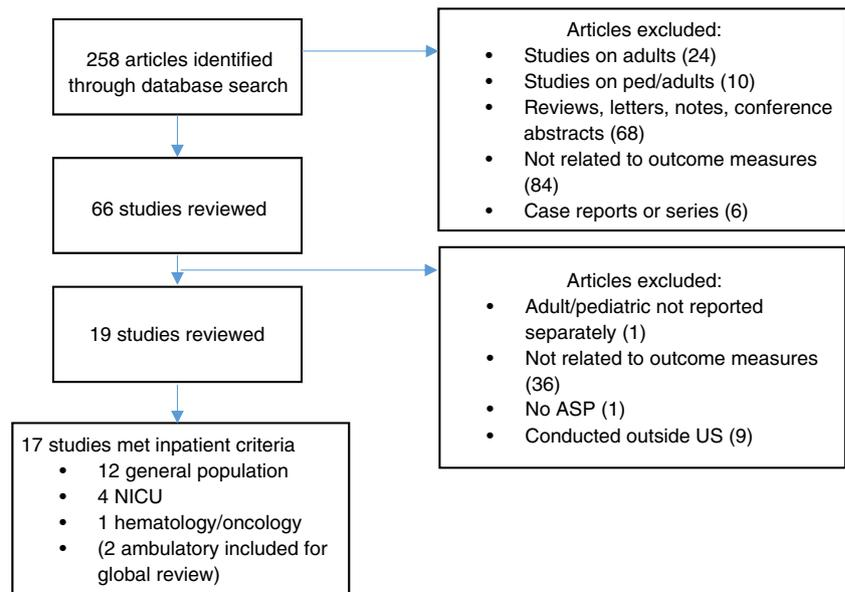 258 articles identified
through database search
Articles excluded:
• Studies on adults (24)
• Studies on ped/adults (10)
• Reviews, letters, notes, conference
abstracts (68)
• Not related to outcome measures
(84)
• Case reports or series (6)
66 studies reviewed
Articles excluded:
• Adult/pediatric not reported
separately (1)
• Not related to outcome measures
(36)
• No ASP (1)
• Conducted outside US (9)
19 studies reviewed
17 studies met inpatient criteria
• 12 general population
• 4 NICU
• 1 hematology/oncology
• (2 ambulatory included for
global review)